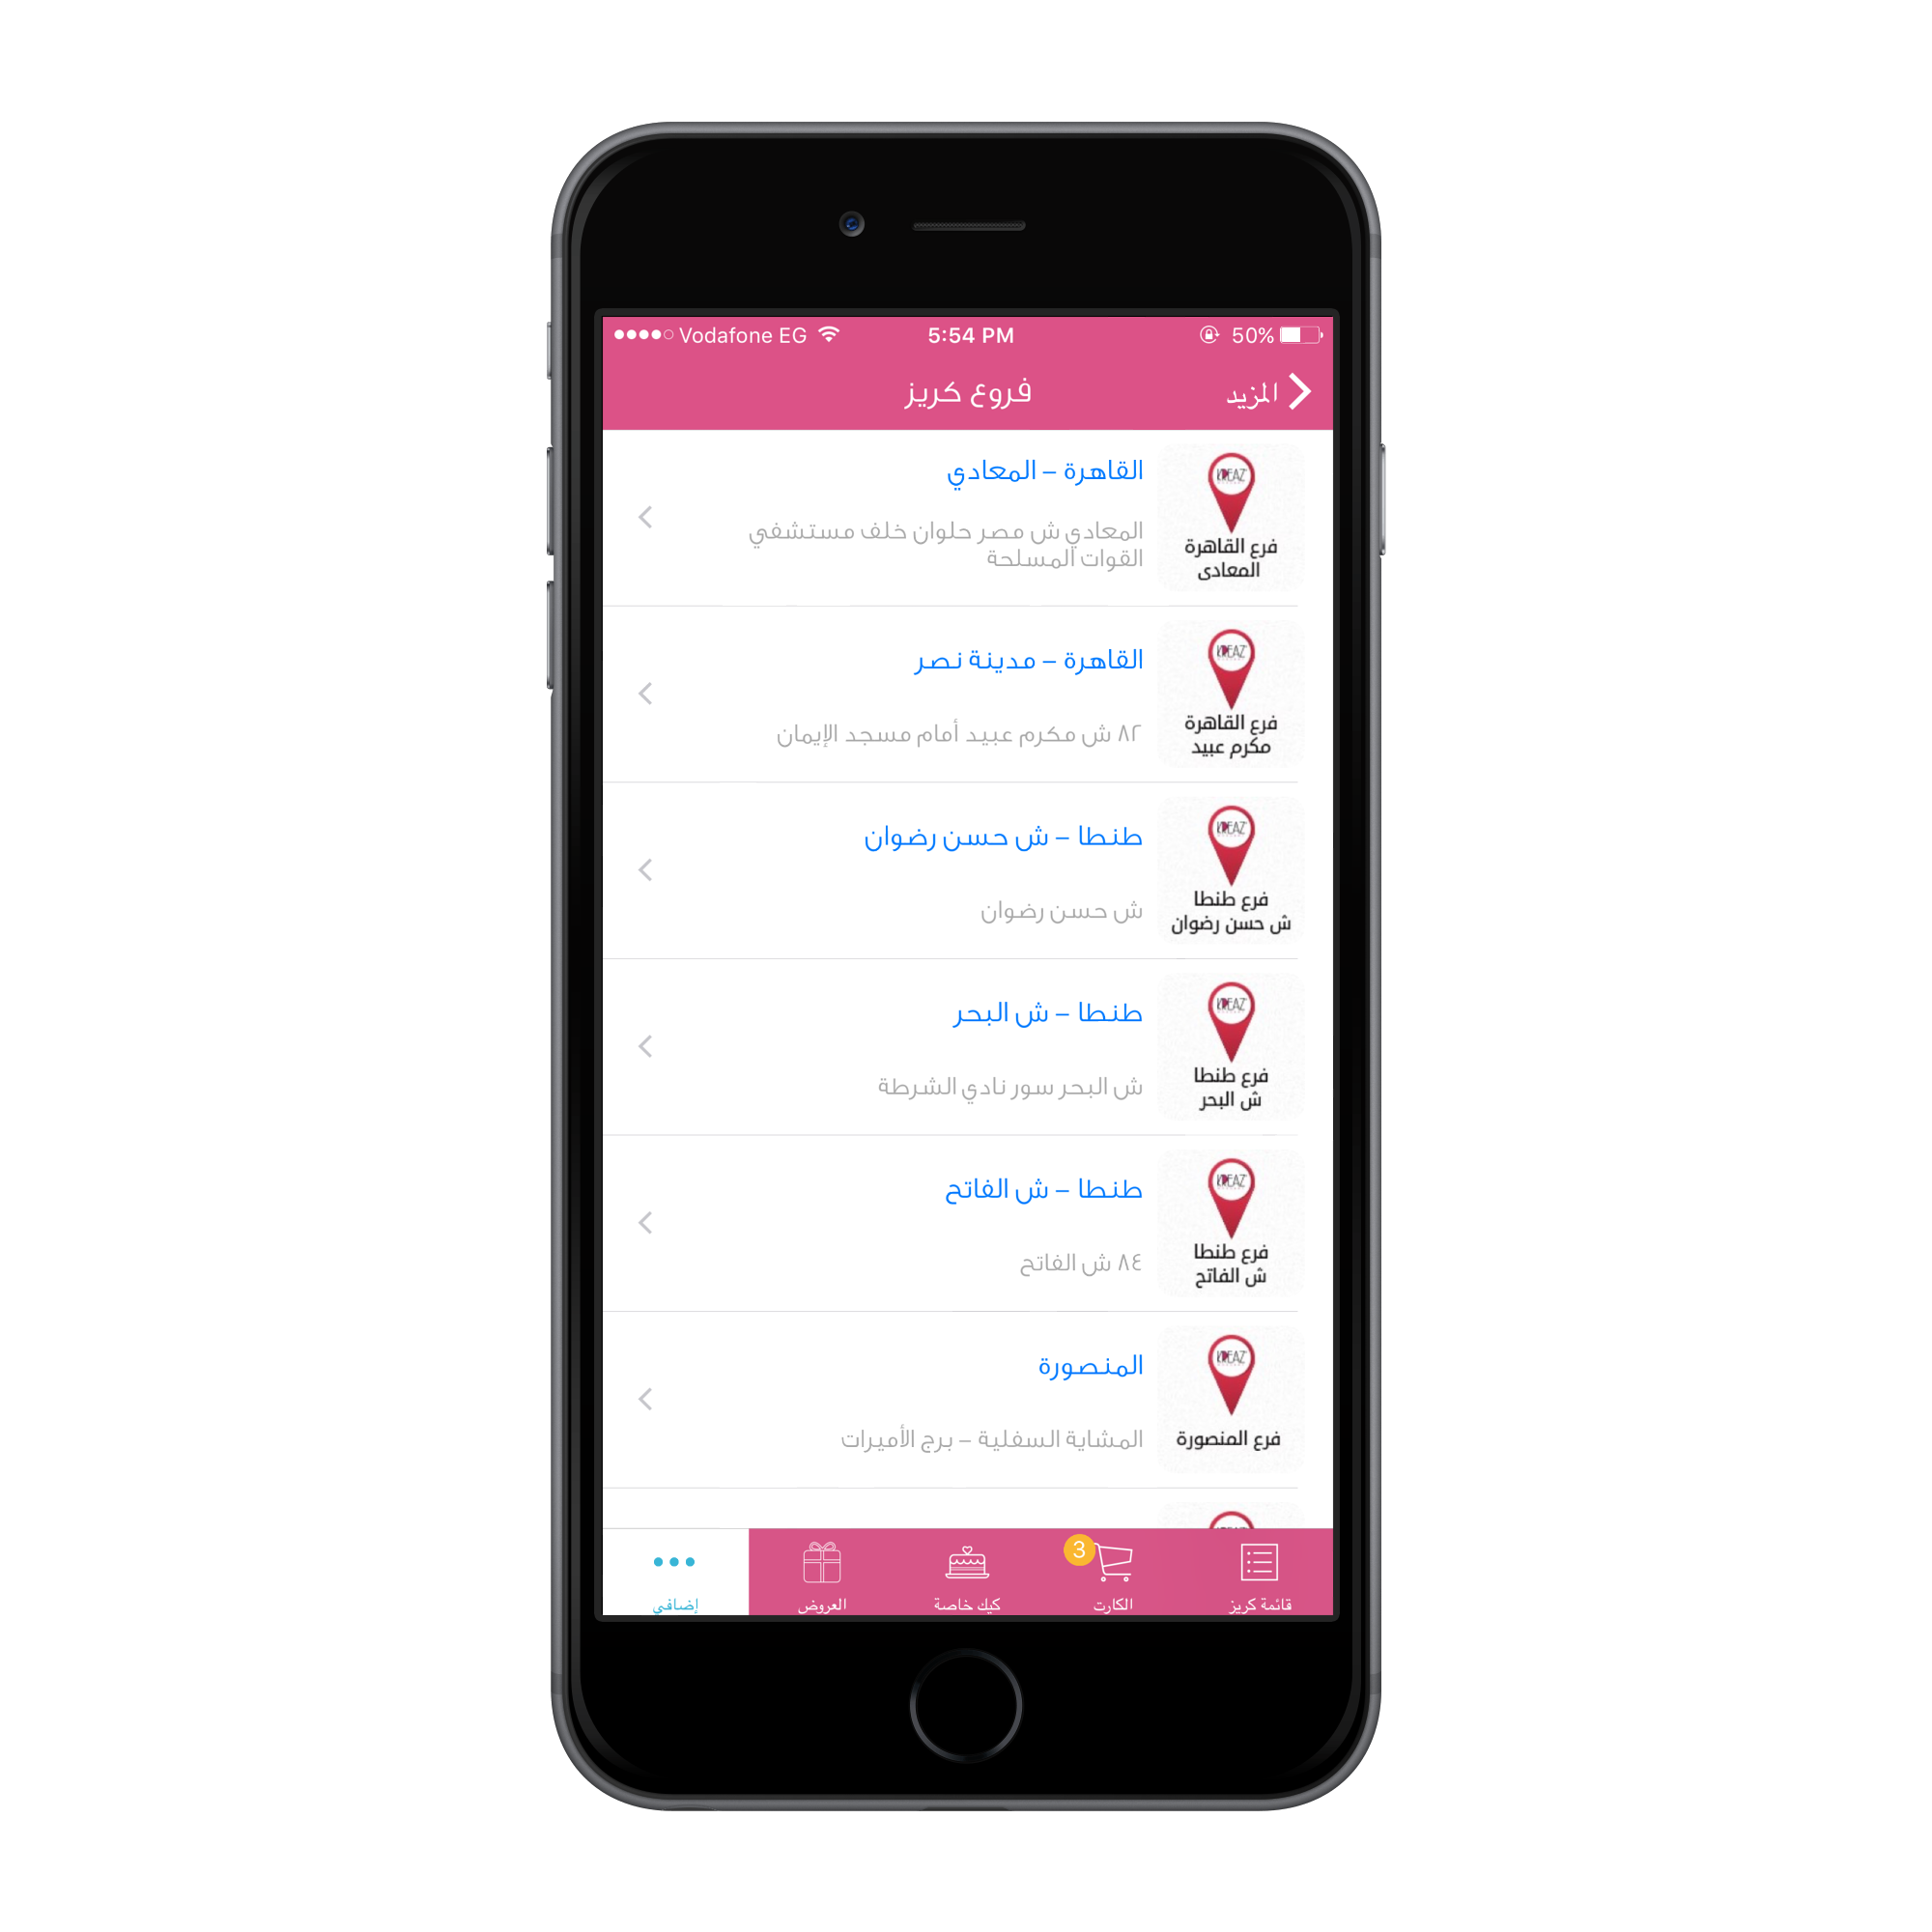 Vodafone EG
5:54 PM
50%
المزيد
فروع كريز
القاهرة – المعادي
المعادي ش مصر حلوان خلف مستشفي
القوات المسلحة
فرع القاهرة
المعادى
القاهرة – مدينة نصر
٨٢ ش مكرم عبيد أمام مسجد الإيمان
فرع القاهرة
مكرم عبيد
طنطا – ش حسن رضوان
ش حسن رضوان
فرع طنطا
ش حسن رضوان
طنطا – ش البحر
ش البحر سور نادي الشرطة
فرع طنطا
ش البحر
طنطا – ش الفاتح
٨٤ ش الفاتح
فرع طنطا
ش الفاتح
المنصورة
المشاية السفلية – برج الأميرات
فرع المنصورة
قائمة كريز
3
الكارت
كيك خاصة
العروض
إضافي